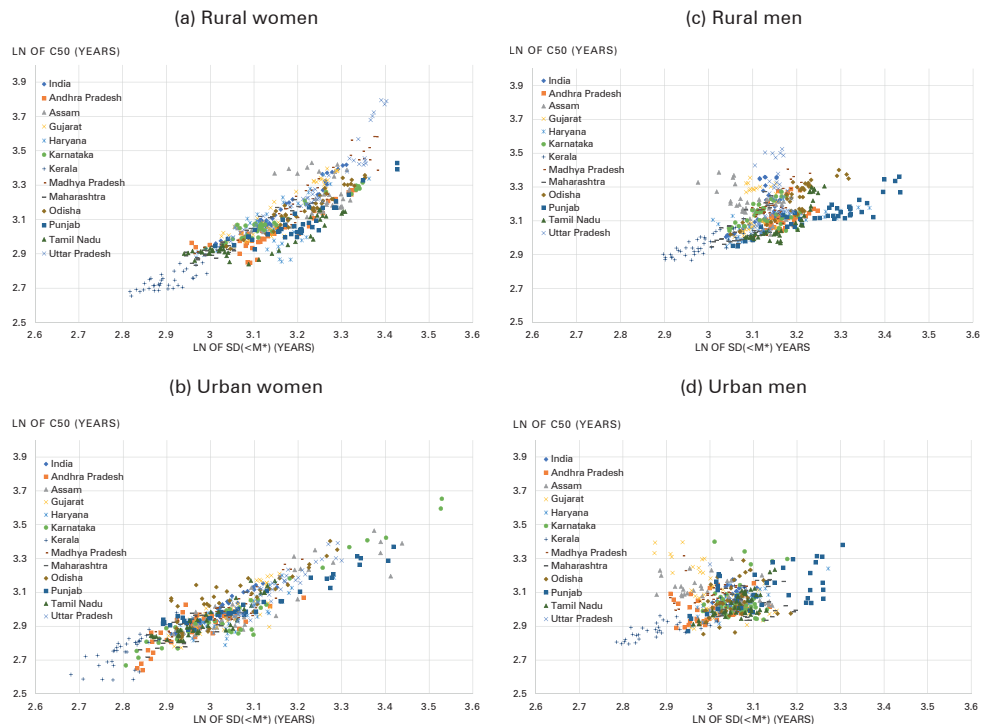 (a) Rural women
LN OF C50 (YEARS)
3.9
3.7
3.5
3.3
3.1
2.9
2.7
2.5
India
Andhra Pradesh
Assam
Gujarat
Haryana
Karnataka
Kerala
Madhya Pradesh
Maharashtra
Odisha
Punjab
Tamil Nadu
Uttar Pradesh
2.6 2.7 2.8 2.9 3 3.1 3.2 3.3 3.4 3.5 3.6
LN OF SD(<M*) (YEARS)
(c) Rural men
LN OF C50 (YEARS)
3.9
3.7
3.5
3.3
3.1
2.9
2.7
2.5
India
Andhra Pradesh
Assam
Gujarat
Haryana
Karnataka
Kerala
Madhya Pradesh
Maharashtra
Odisha
Punjab
Tamil Nadu
Uttar Pradesh
2.6 2.7 2.8 2.9 3 3.1 3.2 3.3 3.4 3.5 3.6
LN OF SD(<M*) YEARS
(b) Urban women
LN OF C50 (YEARS)
3.9
3.7
3.5
3.3
3.1
2.9
2.7
2.5
India
Andhra Pradesh
Assam
Gujarat
Haryana
Karnataka
Kerala
Madhya Pradesh
Maharashtra
Odisha
Punjab
Tamil Nadu
Uttar Pradesh
2.6 2.7 2.8 2.9 3 3.1 3.2 3.3 3.4 3.5 3.6
LN OF SD(<M*) (YEARS)
(d) Urban men
LN OF C50 (YEARS)
3.9
3.7
3.5
3.3
3.1
2.9
2.7
2.5
India
Andhra Pradesh
Assam
Gujarat
Haryana
Karnataka
Kerala
Madhya Pradesh
Maharashtra
Odisha
Punjab
Tamil Nadu
Uttar Pradesh
2.6 2.7 2.8 2.9 3 3.1 3.2 3.3 3.4 3.5 3.6
LN OF SD(<M*) (YEARS)